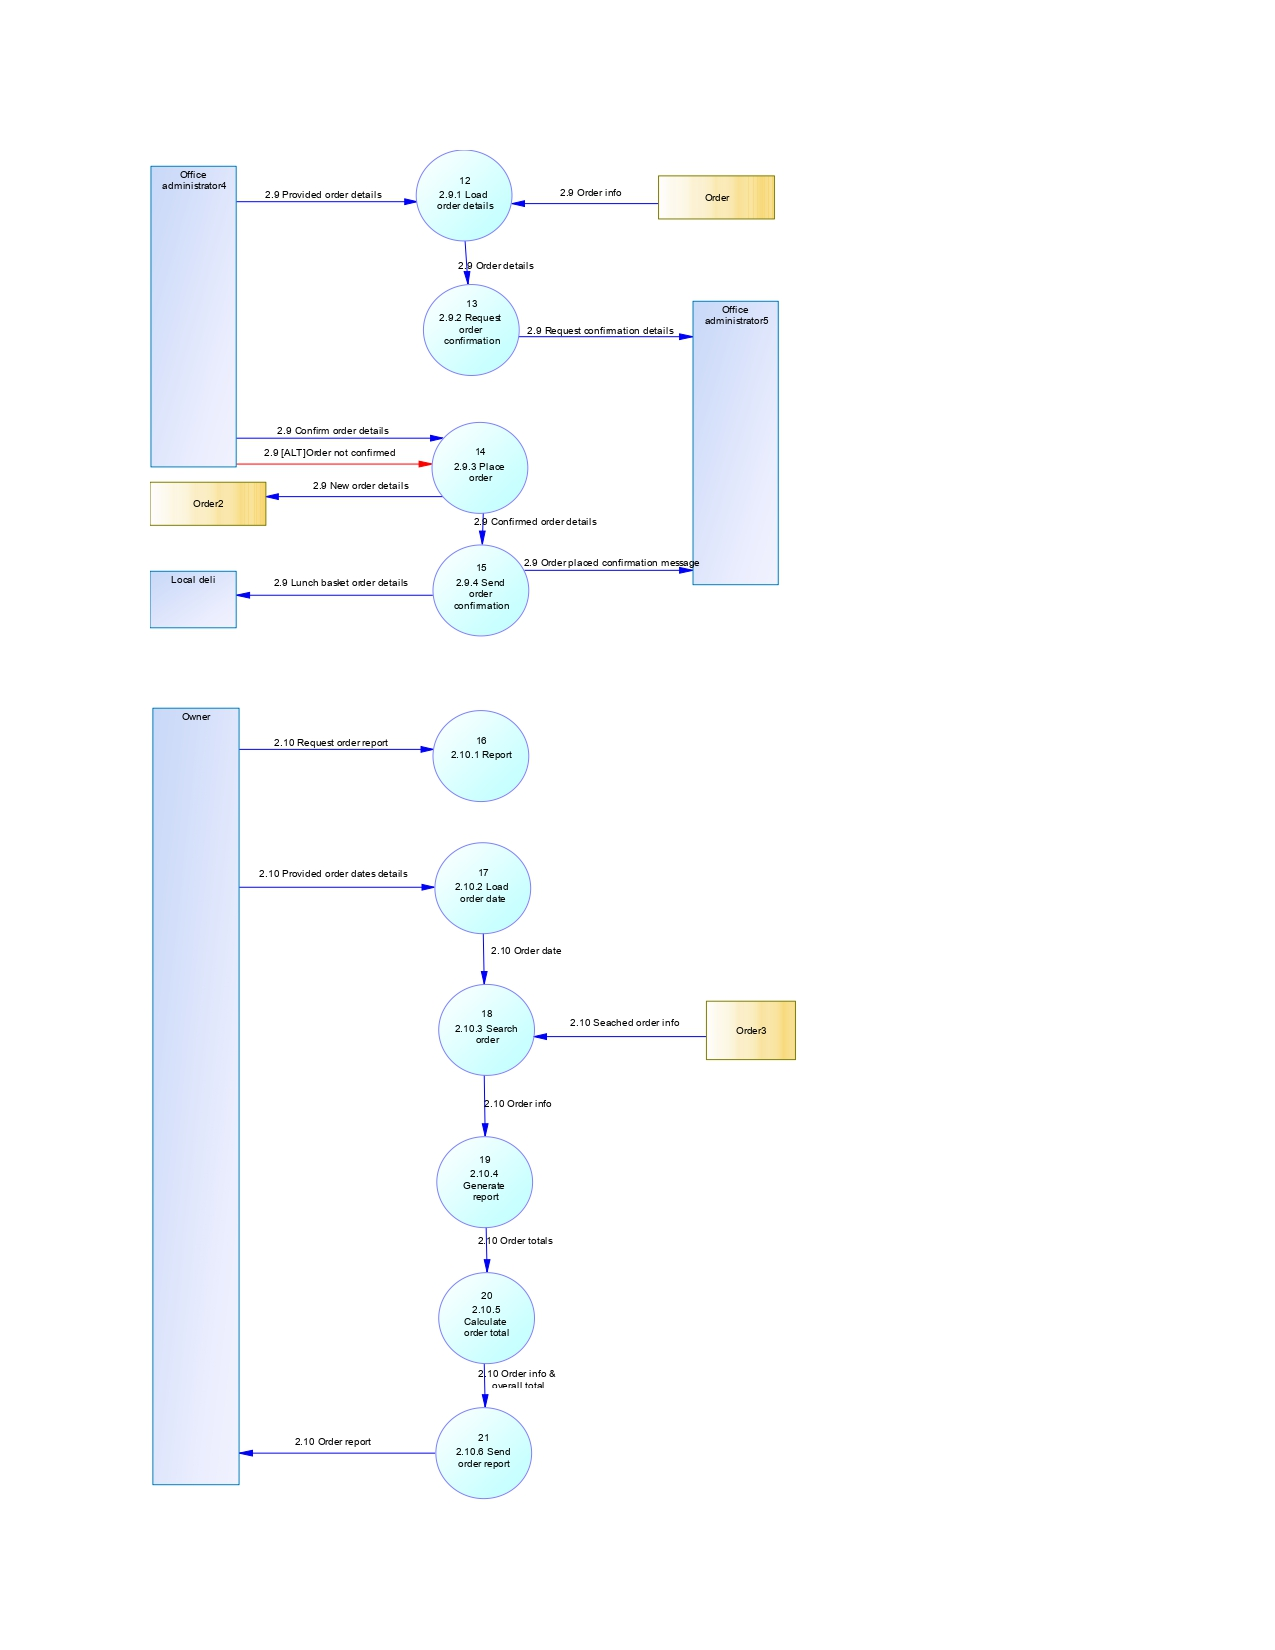 Office
administrator4
2.9 Provided order details
12
2.9.1 Load
order details
2.9 Order info
Order
2.9 Order details
13
2.9.2 Request
order
confirmation
2.9 Request confirmation details
Office
administrator5
2.9 Confirm order details
2.9 [ALT]Order not confirmed
14
2.9.3 Place
order
2.9 New order details
Order2
2.9 Confirmed order details
2.9 Order placed confirmation message
15
2.9.4 Send
order
confirmation
2.9 Lunch basket order details
Local deli
Owner
2.10 Request order report
16
2.10.1 Report
2.10 Provided order dates details
17
2.10.2 Load
order date
2.10 Order date
18
2.10.3 Search
order
2.10 Seached order info
Order3
2.10 Order info
19
2.10.4
Generate
report
2.10 Order totals
20
2.10.5
Calculate
order total
2.10 Order info &
overall total
21
2.10.6 Send
order report
2.10 Order report